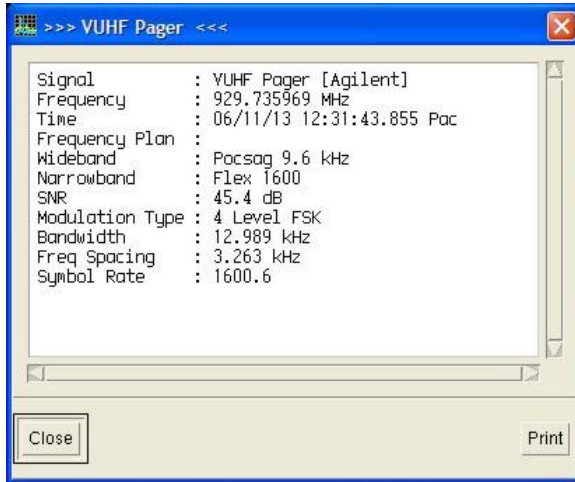 >>> VUHF Pager <<<
Signal : VUHF Pager [Agilent]
Frequency : 929.735969 MHz
Time : 06/11/13 12:31:43.855 Pac
Frequency Plan :
Wideband : Pocsag 9.6 kHz
Narrowband : Flex 1600
SNR : 45.4 dB
Modulation Type : 4 Level FSK
Bandwidth : 12.989 kHz
Freq Spacing : 3.263 kHz
Symbol Rate : 1600.6
Close Print